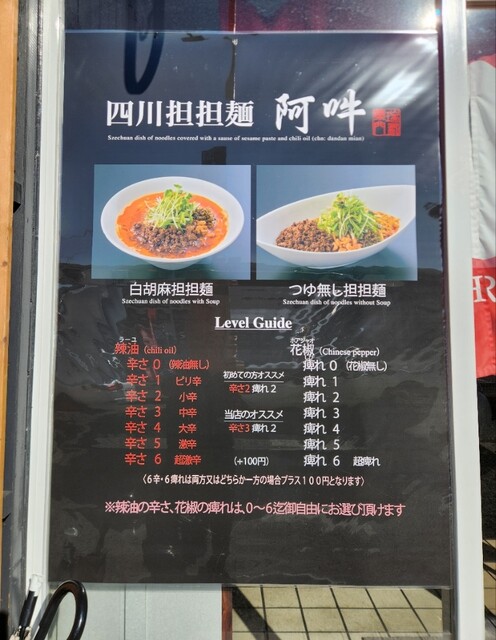 四川担担麺 阿吽
Szechuan dish of noodles covered with a sause of sesame paste and chili oil (cho: dandan mian)
白胡麻担担麺
Szechuan dish of noodles with Soup
つゆ無し担担麺
Szechuan dish of noodles without Soup
Level Guide
ラーユ
辣油 (chili oil)
辛さ 0 (辣油無し)
辛さ 1 ピリ辛
辛さ 2 小辛
辛さ 3 中辛
辛さ 4 大辛
辛さ 5 激辛
辛さ 6 超激辛
初めての方オススメ
辛さ2 痺れ 2
当店のオススメ
辛さ3 痺れ 2
(+100円)
ホアジャオ
花椒 (Chinese pepper)
痺れ 0 (花椒無し)
痺れ 1
痺れ 2
痺れ 3
痺れ 4
痺れ 5
痺れ 6 超痺れ
(6辛・6痺れは両方又はどちらか一方の場合プラス100円となります)
※辣油の辛さ、花椒の痺れは、0〜6迄御自由にお選び頂けます